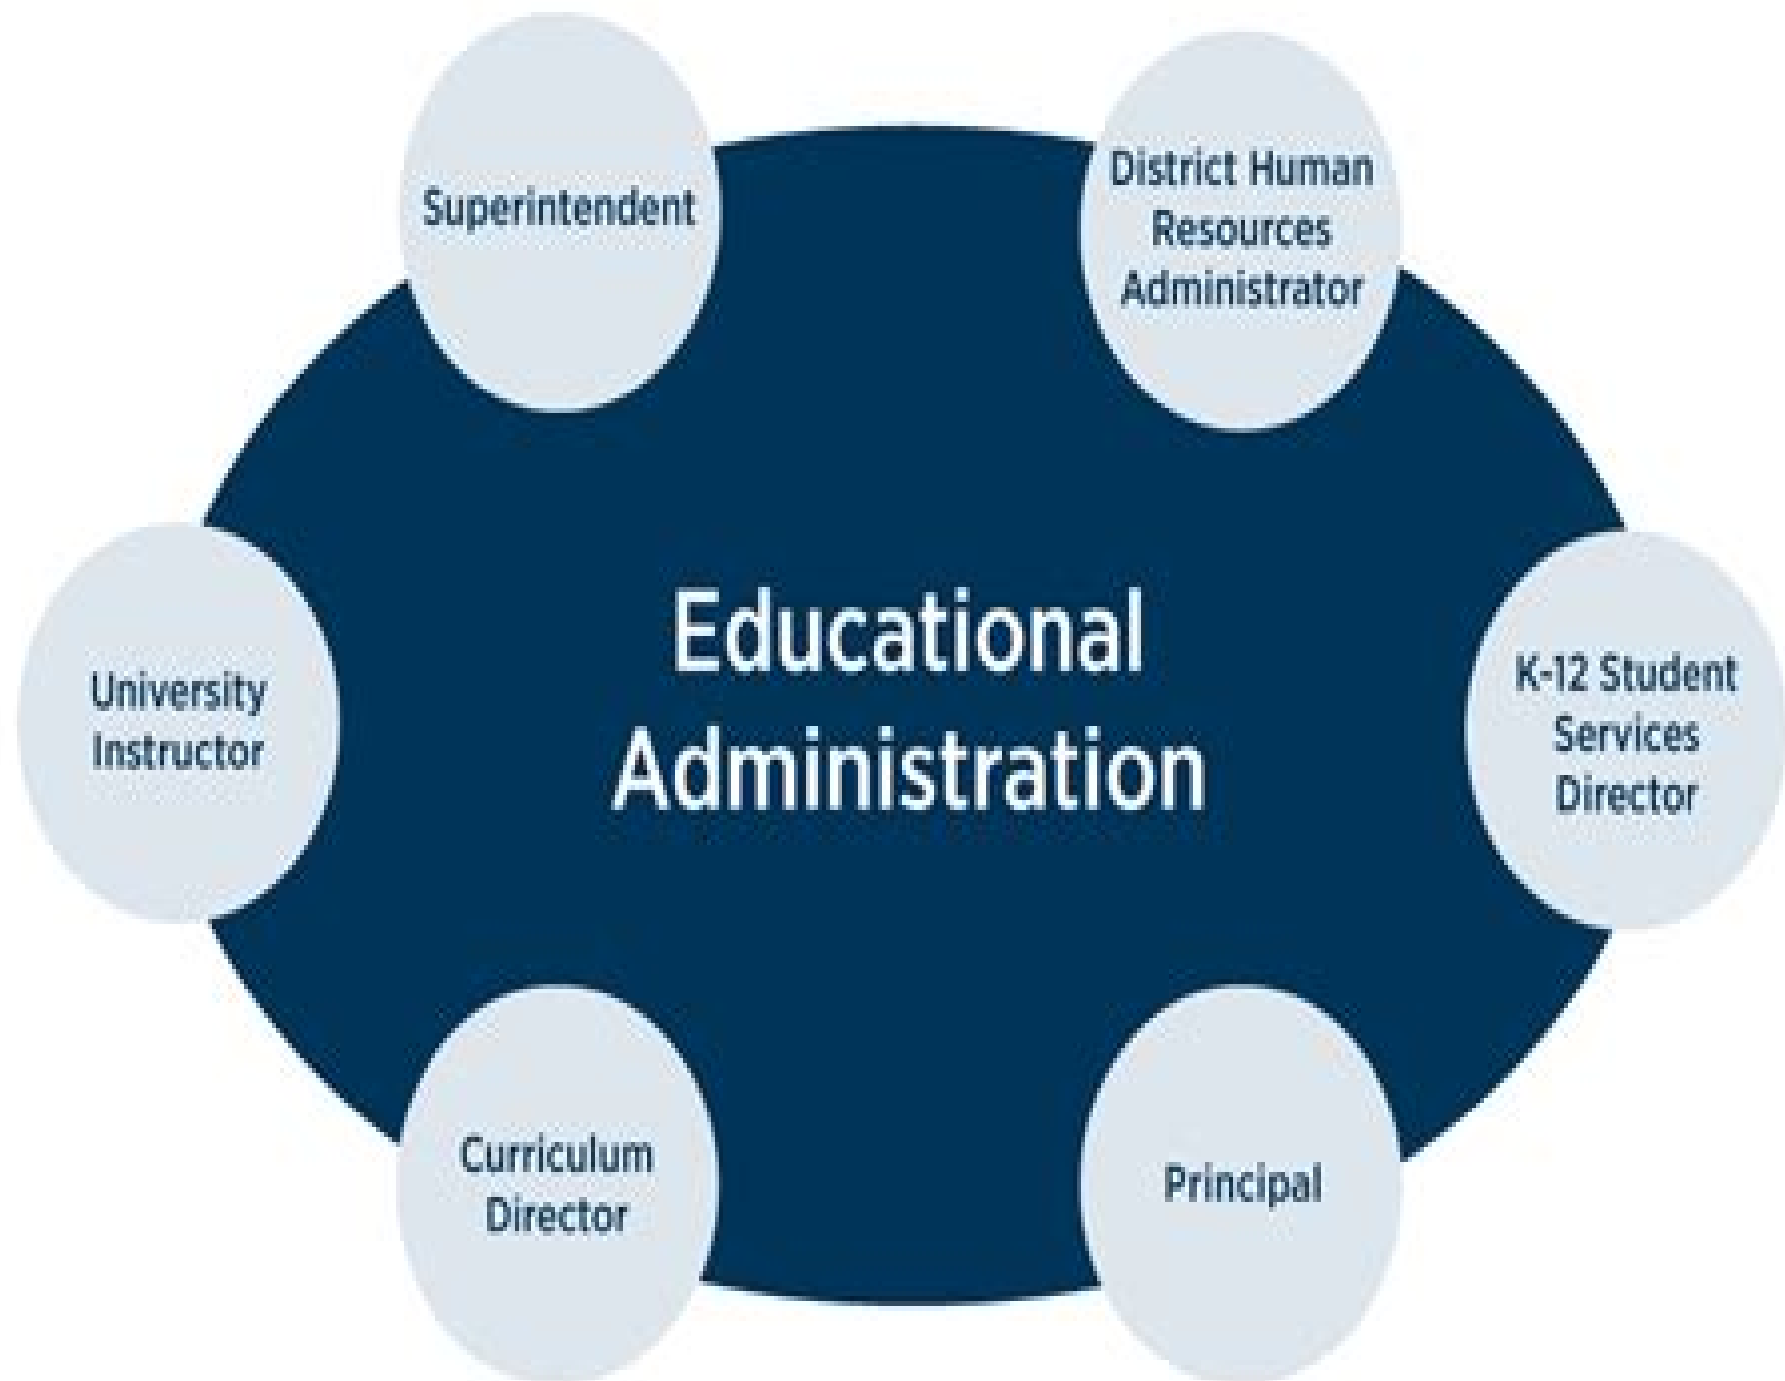 Superintendent
District Human
Resources
Administrator
Educational
Administration
University
Instructor
K-12 Student
Services
Director
Curriculum
Director
Principal